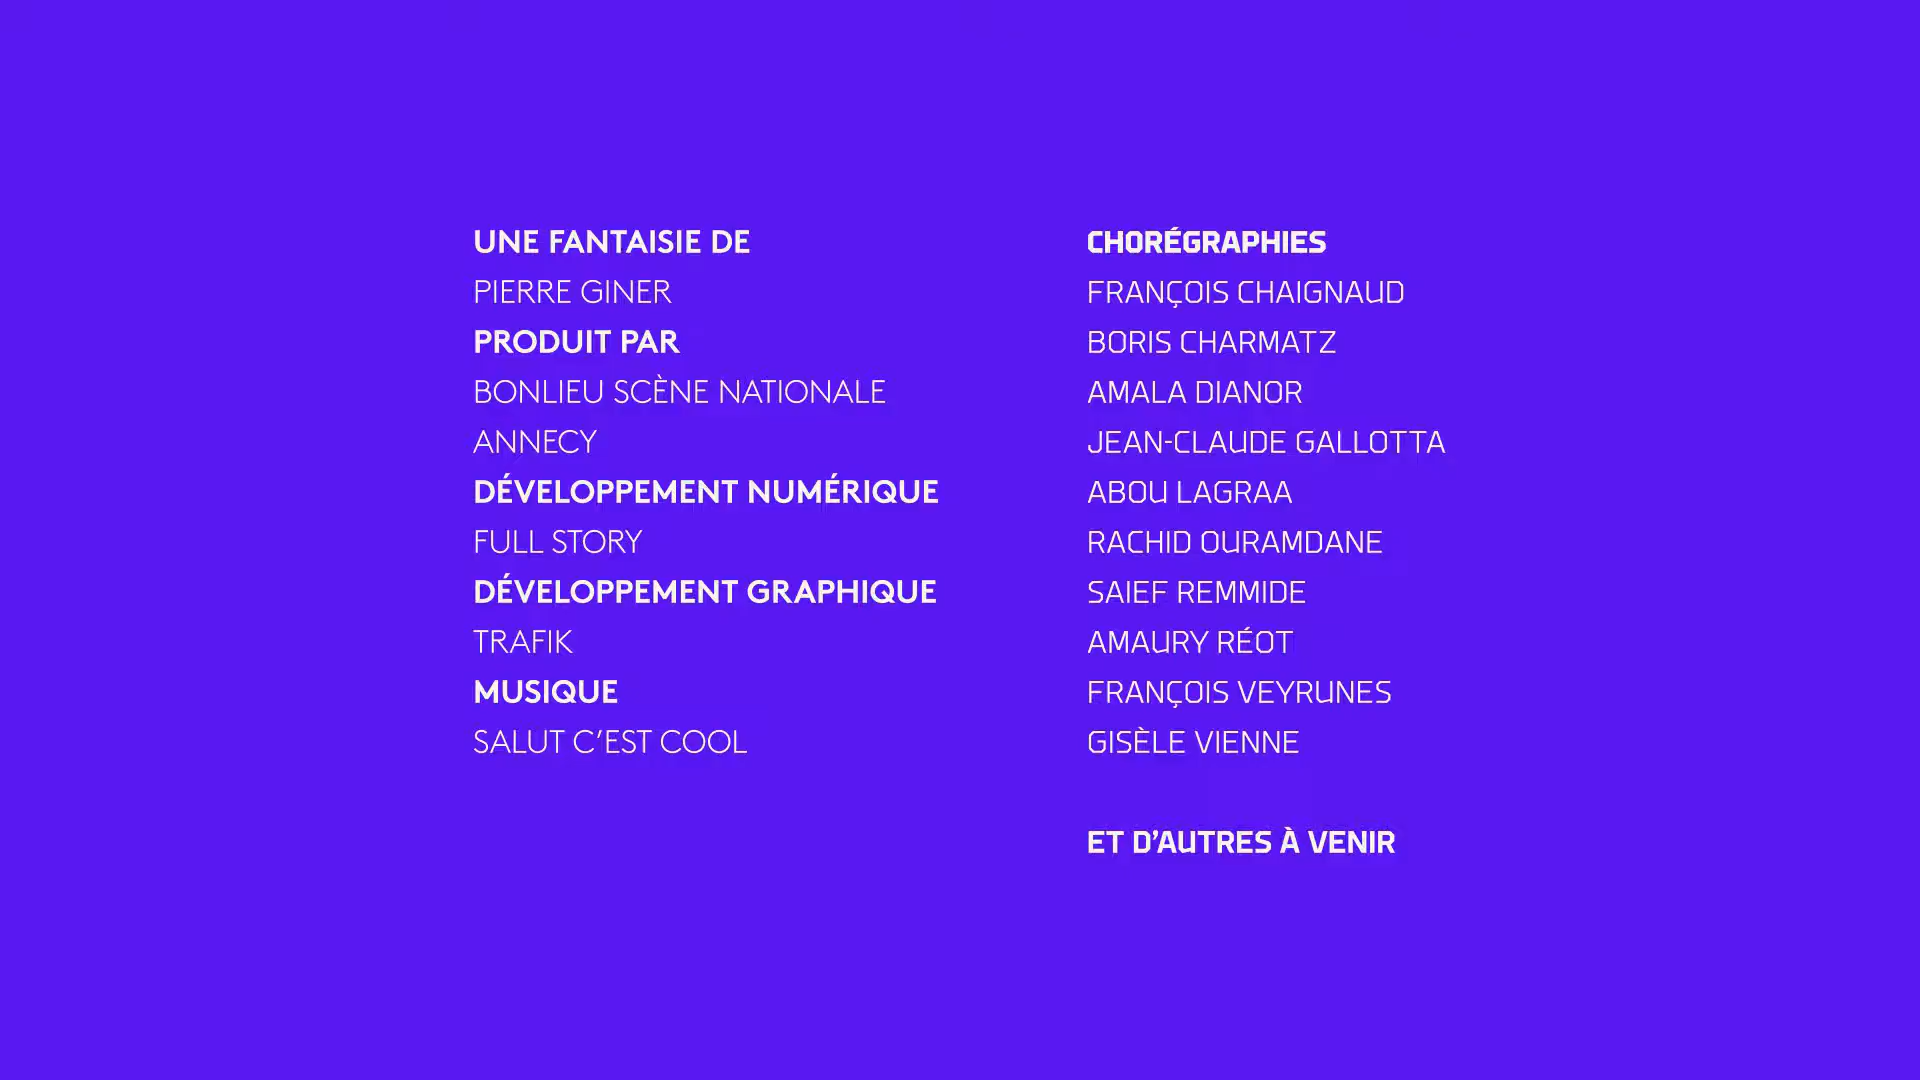 UNE FANTAISIE DE
PIERRE GINER
PRODUIT PAR
BONLIEU SCÈNE NATIONALE
ANNECY
DÉVELOPPEMENT NUMÉRIQUE
FULL STORY
DÉVELOPPEMENT GRAPHIQUE
TRAFIK
MUSIQUE
SALUT C’EST COOL
CHORÉGRAPHIES
FRANÇOIS CHAIGNAUD
BORIS CHARMATZ
AMALA DIANOR
JEAN-CLAUDE GALLOTTA
ABOU LAGRAA
RACHID OURAMDANE
SAIEF REMMIDE
AMAURY RÉOT
FRANÇOIS VEYRUNES
GISÈLE VIENNE
ET D’AUTRES À VENIR